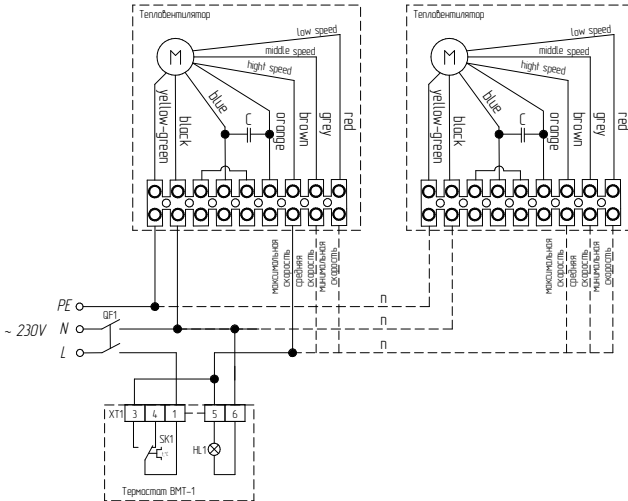 Тепловентилятор
low speed
middle speed
hight speed
M
yellow-green
black
blue
C
orange
brown
grey
red
максимальная
скорость
средняя
скорость
минимальная
скорость
Тепловентилятор
low speed
middle speed
hight speed
M
yellow-green
black
blue
C
orange
brown
grey
red
максимальная
скорость
средняя
скорость
минимальная
скорость
PE
n
~ 230V
N
QF1
n
L
n
XT1
3
4
1
5
6
SK1
t°C
HL1
Термостат ВМТ-1